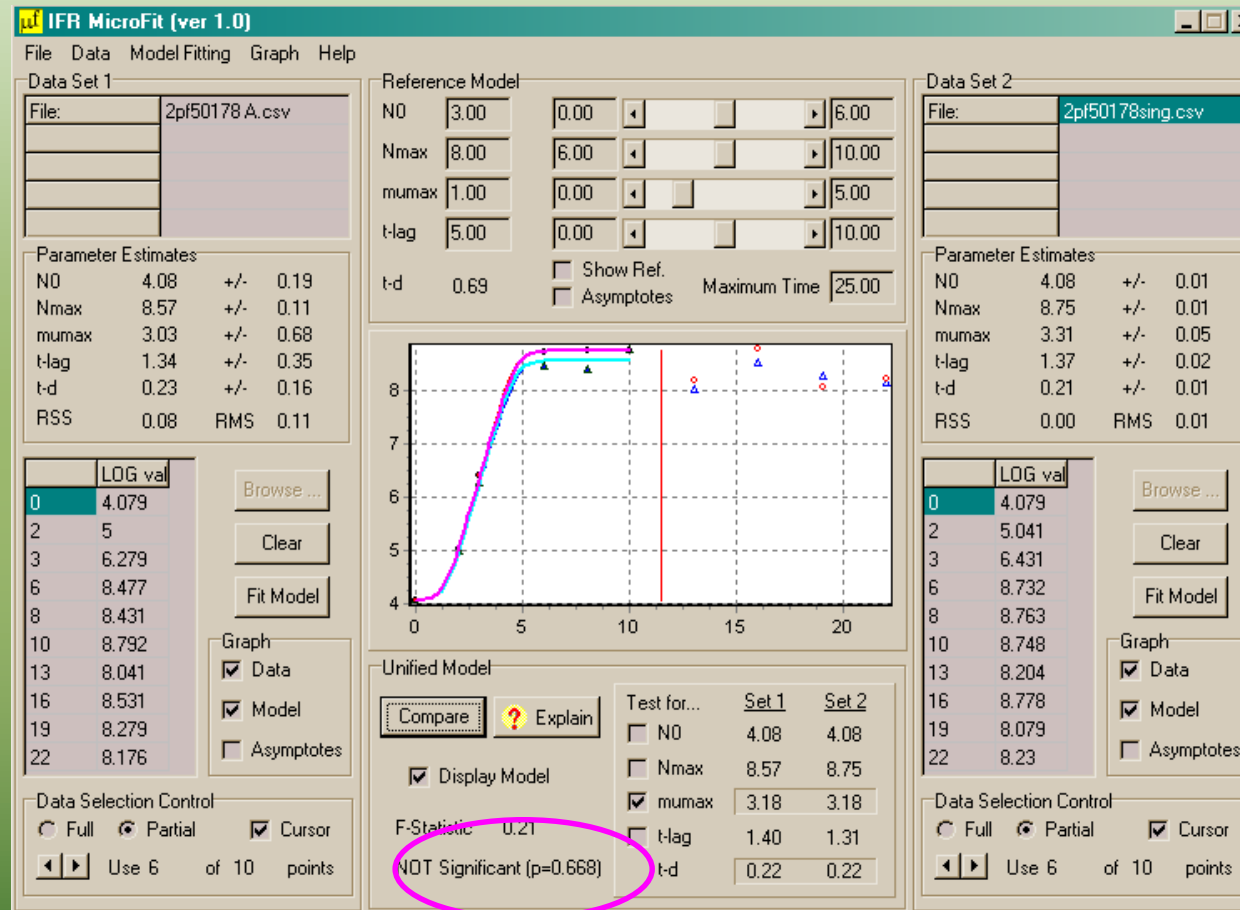 IFR MicroFit (ver 1.0)
File Data Model Fitting Graph Help
Data Set 1
File: 2pf50178 A.csv
Parameter Estimates
N0 4.08 +/- 0.19
Nmax 8.57 +/- 0.11
mumax 3.03 +/- 0.68
t-lag 1.34 +/- 0.35
t-d 0.23 +/- 0.16
RSS 0.08 RMS 0.11
LOG val
0 4.079
2 5
3 6.279
6 8.477
8 8.431
10 8.792
13 8.041
16 8.531
19 8.279
22 8.176
Browse ...
Clear
Fit Model
Graph
Data
Model
Asymptotes
Data Selection Control
Full Partial Cursor
Use 6 of 10 points
Reference Model
N0 3.00 0.00 6.00
Nmax 8.00 6.00 10.00
mumax 1.00 0.00 5.00
t-lag 5.00 0.00 10.00
t-d 0.69
Show Ref.
Asymptotes
Maximum Time 25.00
8
7
6
5
4
0 5 10 15 20
Unified Model
Compare
? Explain
Display Model
F-Statistic 0.21
NOT Significant (p=0.668)
Test for... Set 1 Set 2
N0 4.08 4.08
Nmax 8.57 8.75
mumax 3.18 3.18
t-lag 1.40 1.31
t-d 0.22 0.22
Data Set 2
File: 2pf50178sing.csv
Parameter Estimates
N0 4.08 +/- 0.01
Nmax 8.75 +/- 0.01
mumax 3.31 +/- 0.05
t-lag 1.37 +/- 0.02
t-d 0.21 +/- 0.01
RSS 0.00 RMS 0.01
LOG val
0 4.079
2 5.041
3 6.431
6 8.732
8 8.763
10 8.748
13 8.204
16 8.778
19 8.079
22 8.23
Browse ...
Clear
Fit Model
Graph
Data
Model
Asymptotes
Data Selection Control
Full Partial Cursor
Use 6 of 10 points